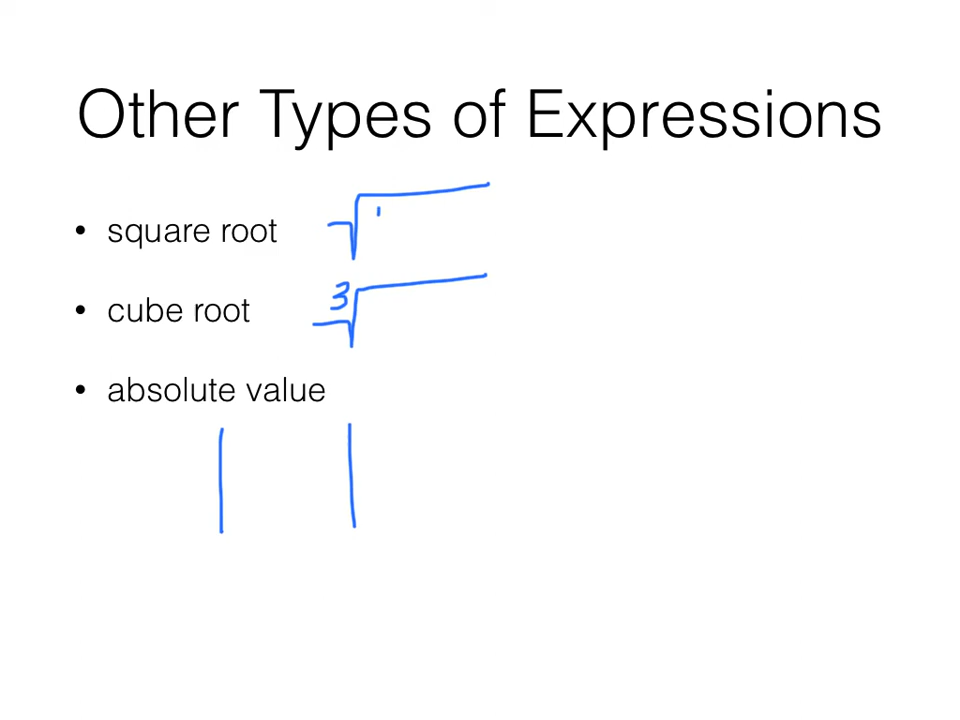 Other Types of Expressions
• square root √
• cube root 3√
• absolute value
| |